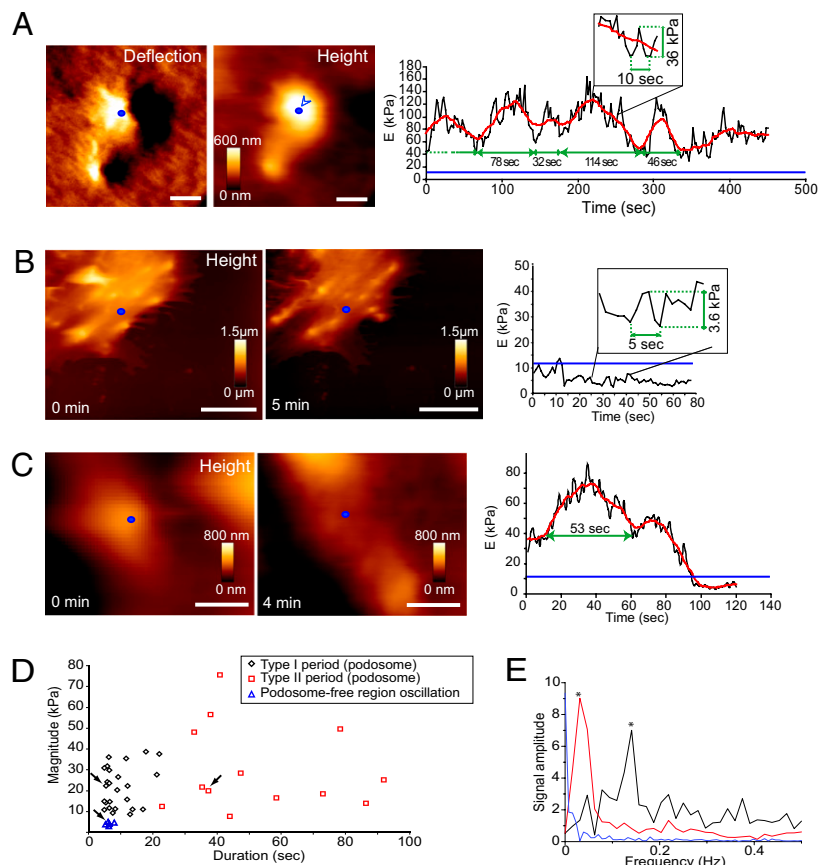 A
Deflection
Height
600 nm
0 nm
E (kPa)
180
160
140
120
100
80
60
40
20
0
36 kPa
10 sec
78 sec
32 sec
114 sec
46 sec
0
100
200
300
400
500
Time (sec)
B
Height
1.5µm
0 µm
0 min
1.5µm
0 µm
5 min
E (kPa)
50
40
30
20
10
0
3.6 kPa
5 sec
0 10 20 30 40 50 60 70 80
Time (sec)
C
Height
800 nm
0 nm
0 min
800 nm
0 nm
4 min
E (kPa)
80
60
40
20
0
53 sec
0 20 40 60 80 100 120 140
Time (sec)
D
Magnitude (kPa)
80
70
60
50
40
30
20
10
Type I period (podosome)
Type II period (podosome)
Podosome-free region oscillation
0 20 40 60 80 100
Duration (sec)
E
Signal amplitude
10
8
6
4
2
0
*
*
0 0.2 0.4
Frequency (Hz)